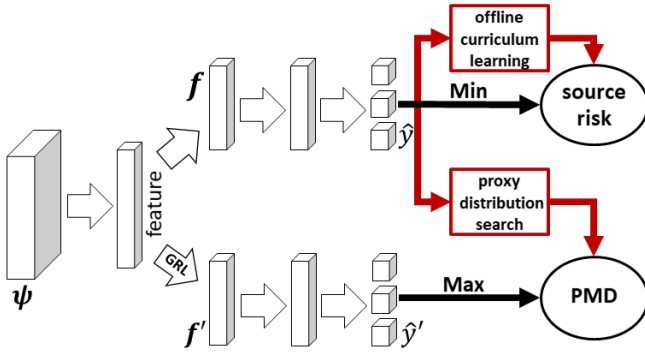 offline
curriculum
learning
f
Min
source
risk
ŷ
feature
proxy
distribution
search
ψ
GRL
Max
PMD
f′
ŷ′